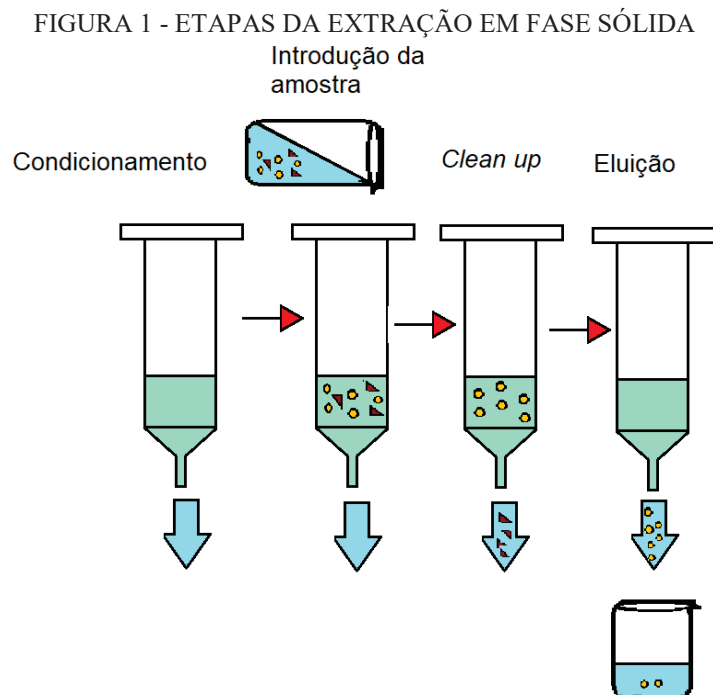 FIGURA 1 - ETAPAS DA EXTRAÇÃO EM FASE SÓLIDA
Introdução da
amostra
Condicionamento
Clean up
Eluição